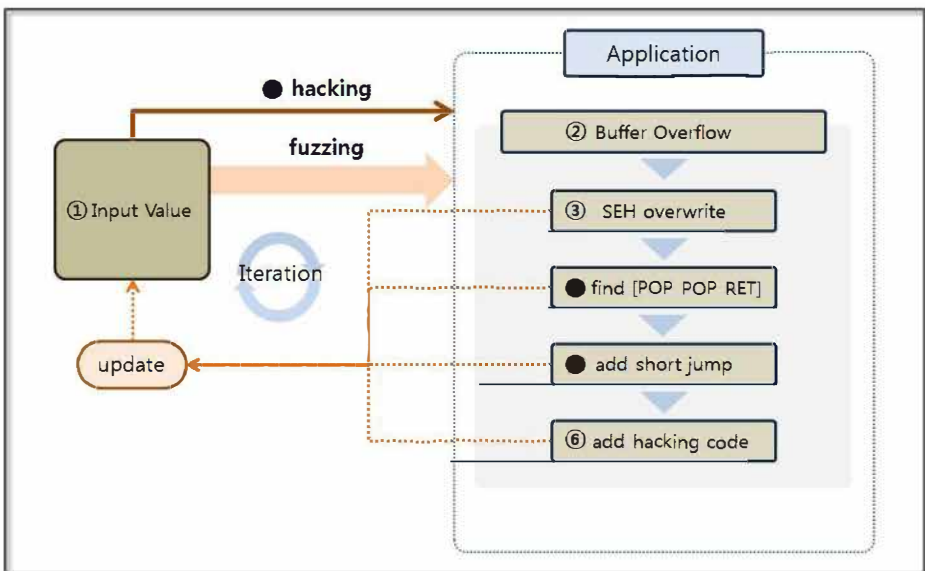 Application
● hacking
② Buffer Overflow
fuzzing
① Input Value
③ SEH overwrite
Iteration
● find [POP POP RET]
update
● add short jump
⑥ add hacking code